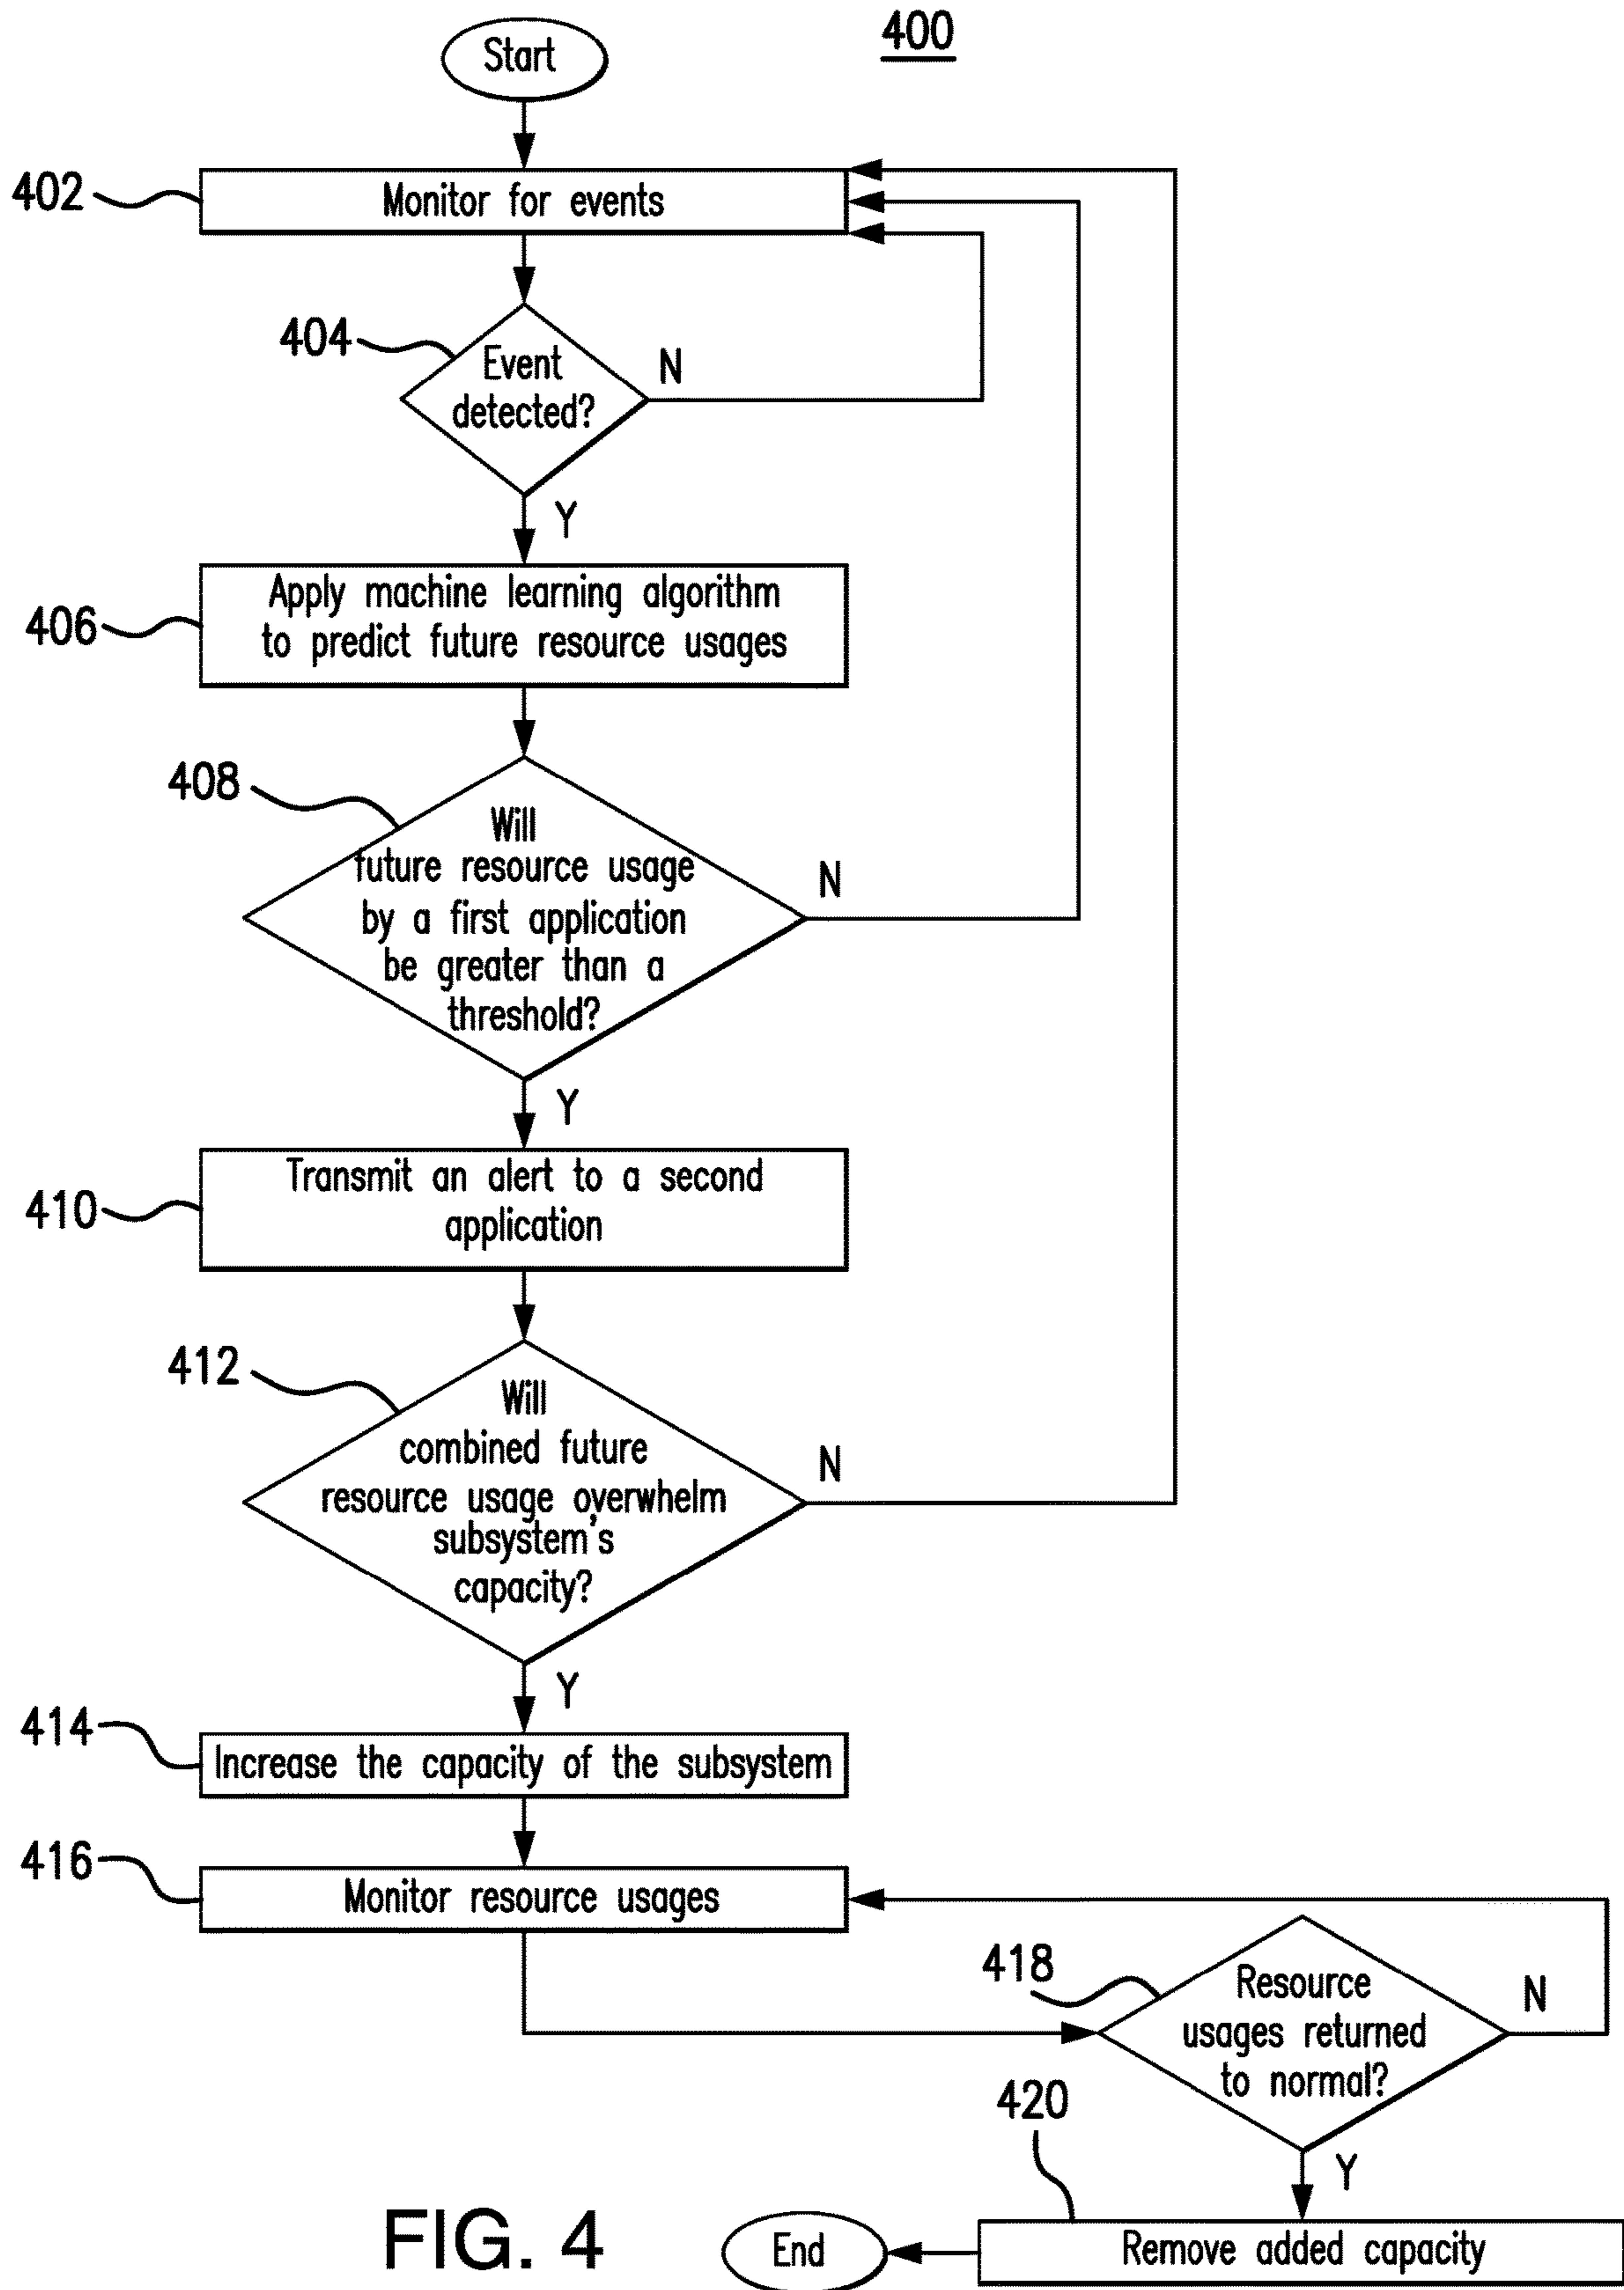 400
Start
402
Monitor for events
404
Event
detected?
N
Y
406
Apply machine learning algorithm
to predict future resource usages
408
Will
future resource usage
by a first application
be greater than a
threshold?
N
Y
410
Transmit an alert to a second
application
412
Will
combined future
resource usage overwhelm
subsystem's
capacity?
N
Y
414
Increase the capacity of the subsystem
416
Monitor resource usages
418
Resource
usages returned
to normal?
N
Y
420
Remove added capacity
End
FIG. 4